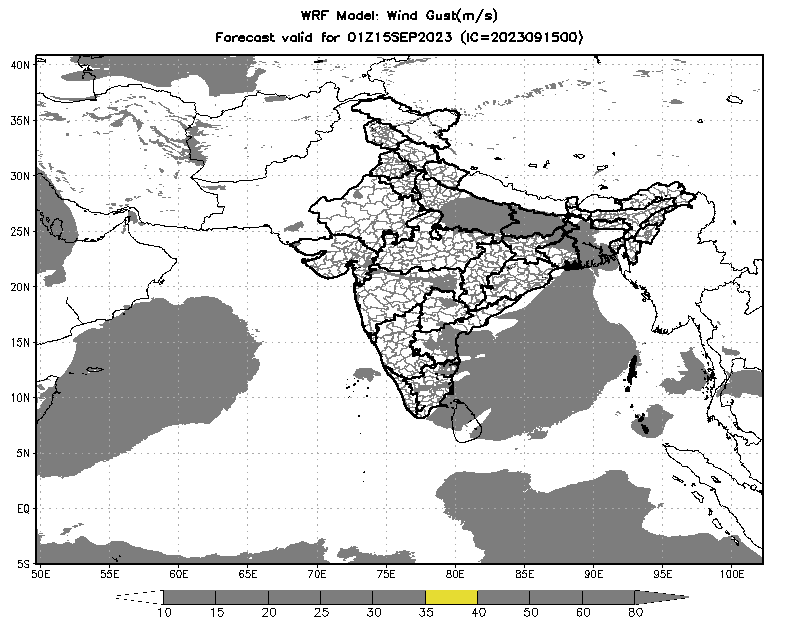 WRF Model: Wind Gust(m/s)
Forecast valid for 01Z15SEP2023 (IC=2023091500)
40N
35N
30N
25N
20N
15N
10N
5N
EQ
5S
50E 55E 60E 65E 70E 75E 80E 85E 90E 95E 100E
10 15 20 25 30 35 40 50 60 80